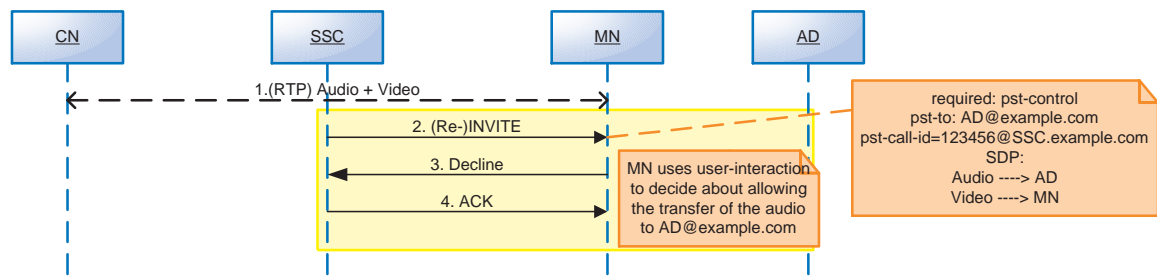 CN
SSC
MN
AD
1.(RTP) Audio + Video
2. (Re-)INVITE
3. Decline
4. ACK
MN uses user-interaction
to decide about allowing
the transfer of the audio
to AD@example.com
required: pst-control
pst-to: AD@example.com
pst-call-id=123456@SSC.example.com
SDP:
Audio ----> AD
Video ----> MN